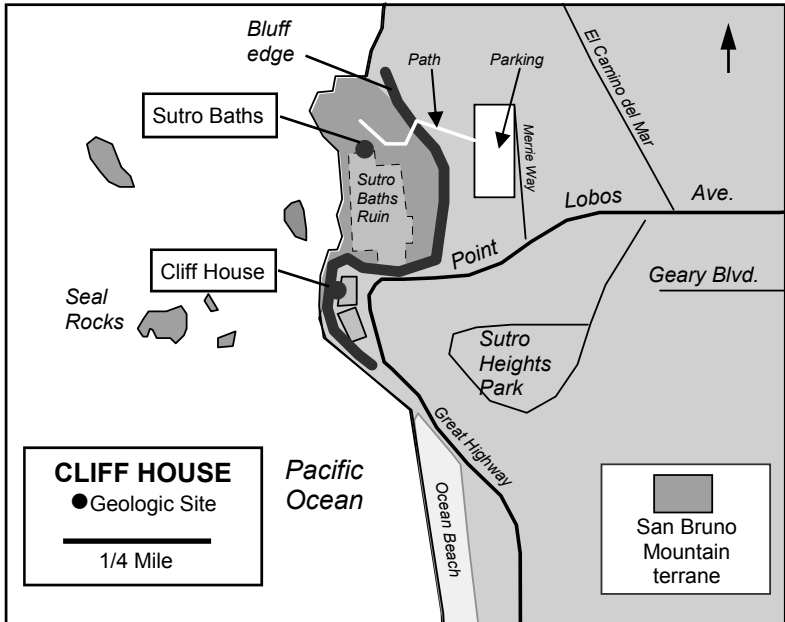 Bluff
edge
Path
Parking
El Camino del Mar
Sutro Baths
Merrie Way
Sutro
Baths
Ruin
Lobos
Ave.
Point
Cliff House
Geary Blvd.
Seal
Rocks
Sutro
Heights
Park
Great Highway
CLIFF HOUSE
Geologic Site
1/4 Mile
Pacific
Ocean
Ocean Beach
San Bruno
Mountain
terrane